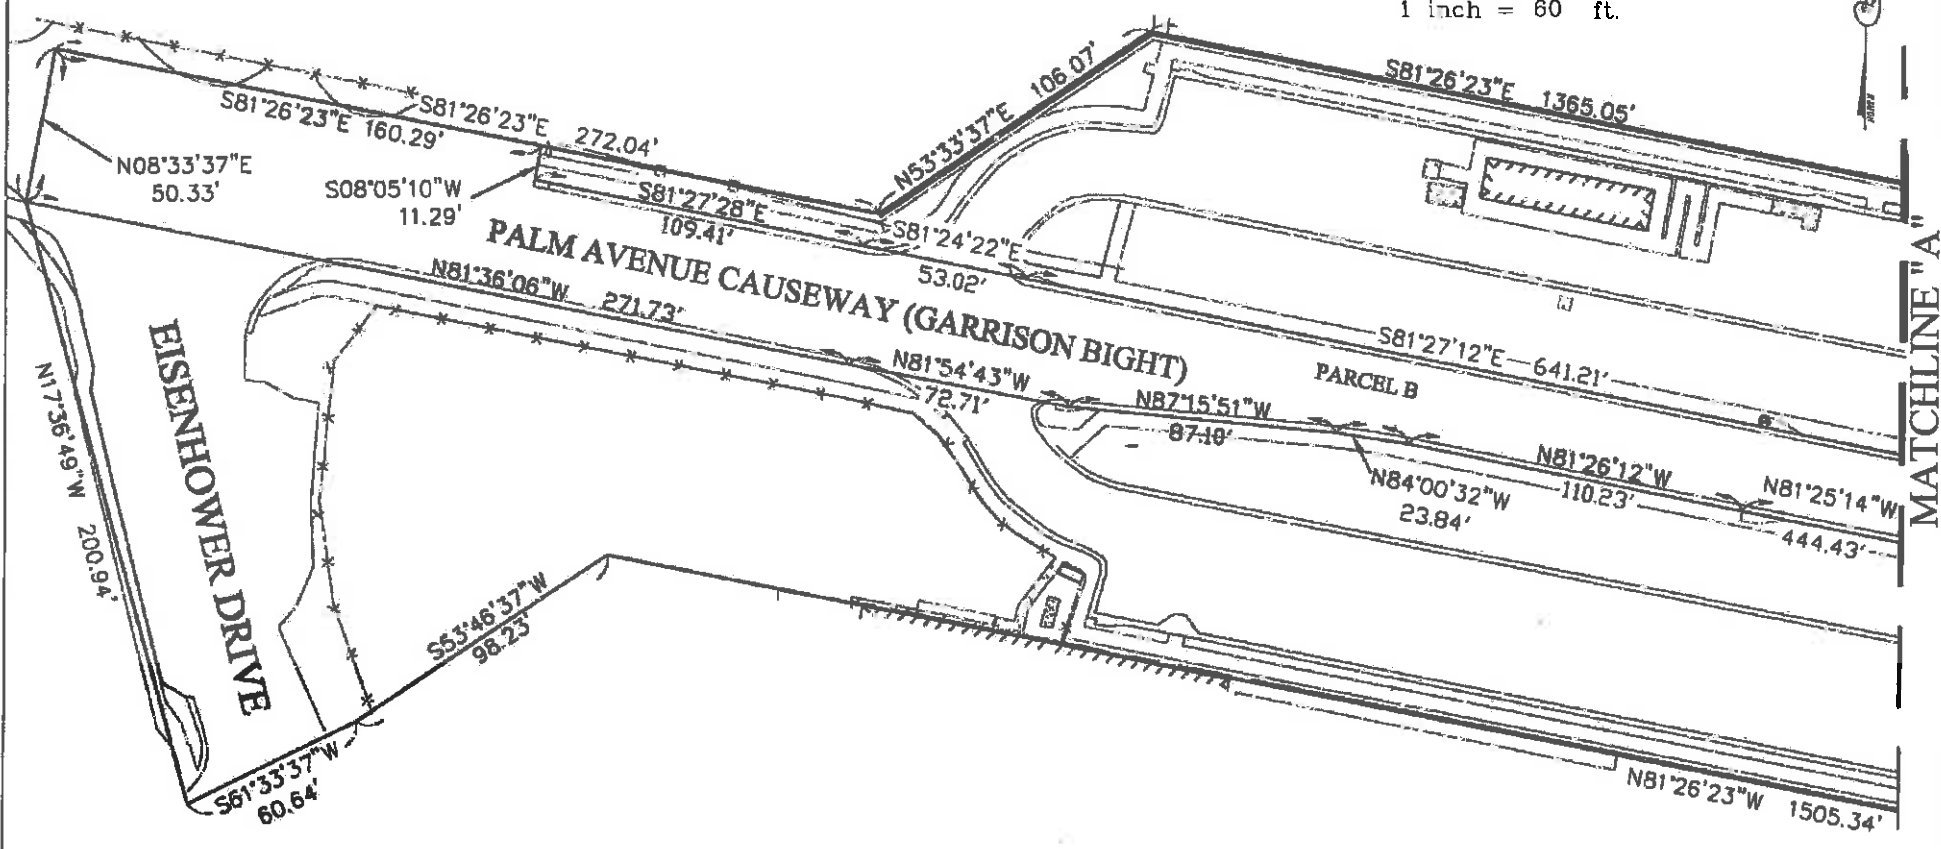 1 inch = 60 ft.
S81°26'23"E 1365.05'
N53°33'37"E 106.07'
S81°26'23"E 160.29'
S81°26'23"E 272.04'
N08°33'37"E
50.33'
S08°05'10"W
11.29'
S81°27'28"E
109.41'
S81°24'22"E
53.02'
PALM AVENUE CAUSEWAY (GARRISON BIGHT)
N81°36'06"W 271.73'
N81°54'43"W
72.71'
S81°27'12"E 641.21'
PARCEL B
N87°15'51"W
87.10'
N84°00'32"W
23.84'
N81°26'12"W
110.23'
N81°25'14"W
444.43'
MATCHLINE "A"
EISENHOWER DRIVE
N17°36'49"W 200.94'
S53°46'37"W
98.23'
S61°33'37"W
60.64'
N81°26'23"W 1505.34'